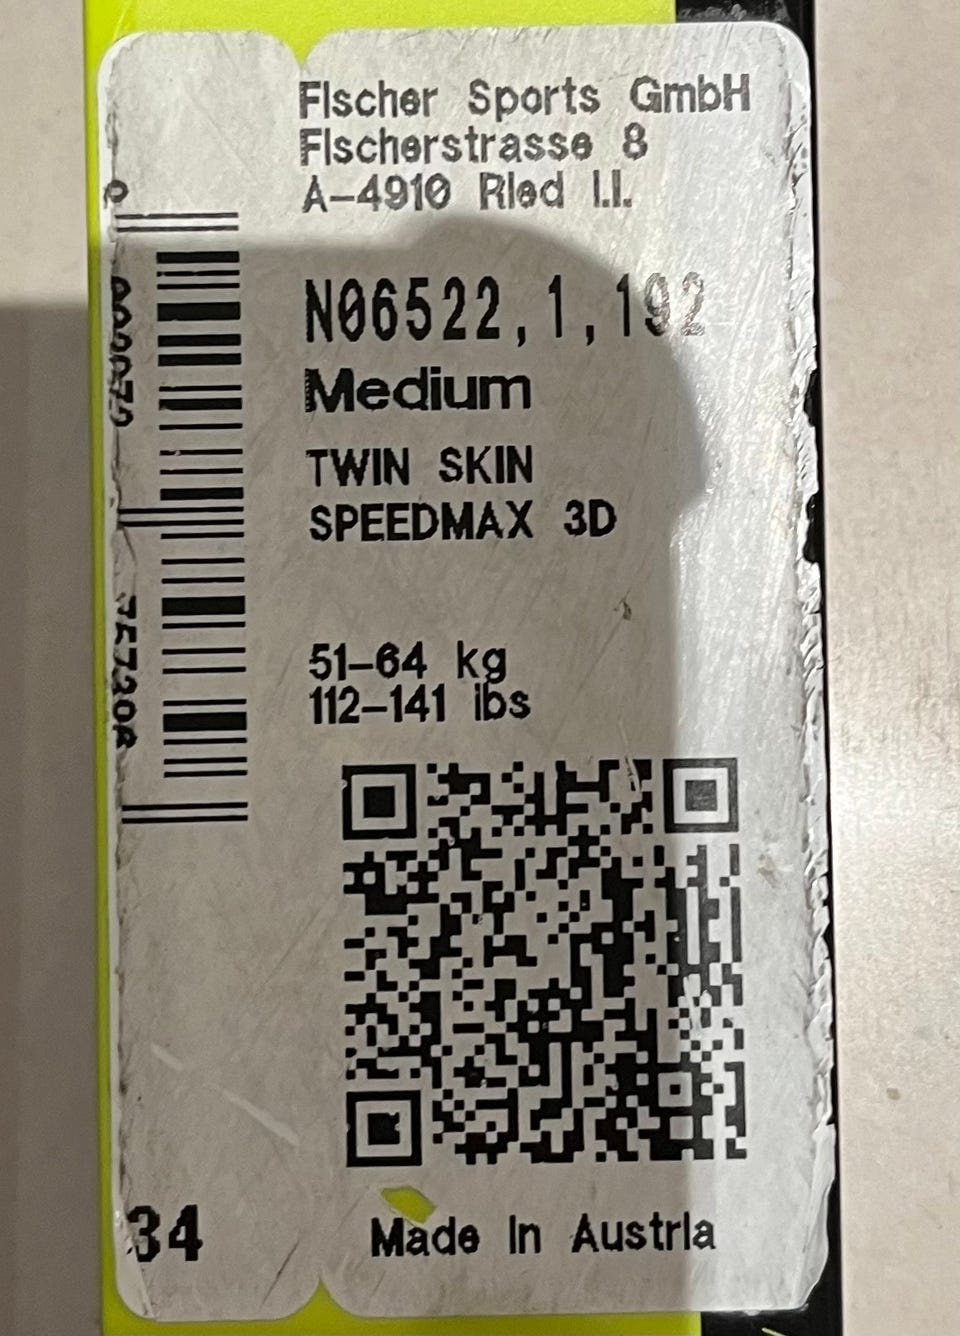 Fischer Sports GmbH
Fischerstrasse 8
A-4910 Ried I.I.
N06522,1,192
Medium
TWIN SKIN
SPEEDMAX 3D
51-64 kg
112-141 lbs
34
Made In Austria